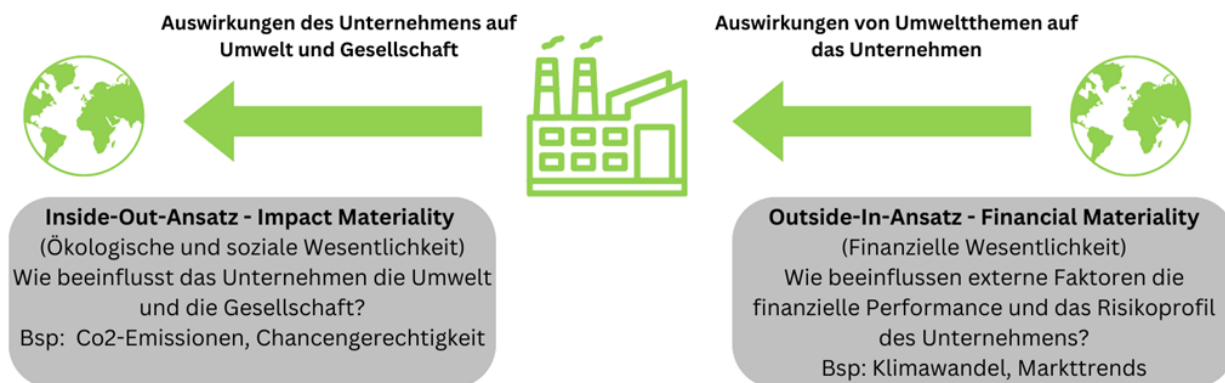 Auswirkungen des Unternehmens auf
Umwelt und Gesellschaft
Auswirkungen von Umweltthemen auf
das Unternehmen
Inside-Out-Ansatz - Impact Materiality
(Ökologische und soziale Wesentlichkeit)
Wie beeinflusst das Unternehmen die Umwelt
und die Gesellschaft?
Bsp:  Co2-Emissionen, Chancengerechtigkeit
Outside-In-Ansatz - Financial Materiality
(Finanzielle Wesentlichkeit)
Wie beeinflussen externe Faktoren die
finanzielle Performance und das Risikoprofil
des Unternehmens?
Bsp: Klimawandel, Markttrends